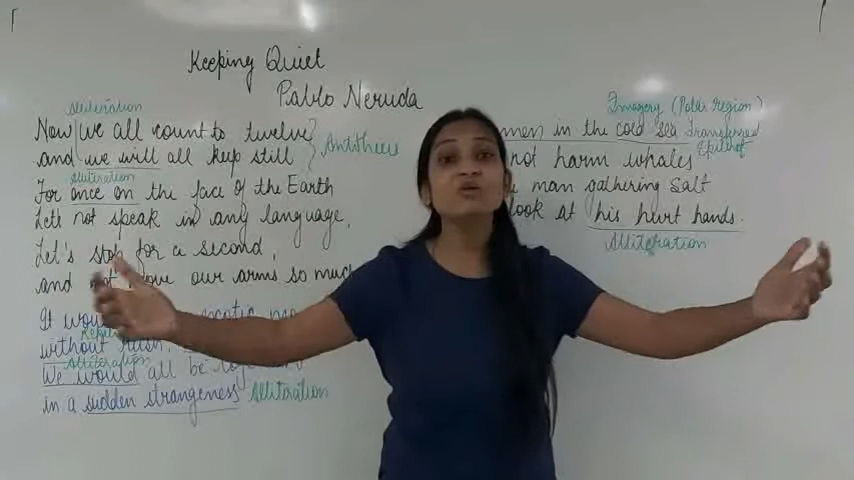 Keeping Quiet
Pablo Neruda
Alliteration
Now we all count to twelve
and we will all keep still
Antithesis
Alliteration
For once on the face of the Earth
Let's not speak in any language,
Let's stop for a second,
and not move our arms so much
It would
without rush,
Alliteration
We would all be
in a sudden strangeness
Alliteration
Imagery (Polar Region)
men in the cold sea
Transferred
Epithet
not harm whales
man gathering salt
look at his hurt hands.
Alliteration